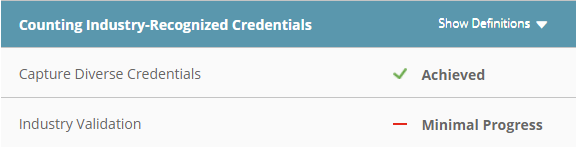 Counting Industry-Recognized Credentials Show Definitions
Capture Diverse Credentials Achieved
Industry Validation Minimal Progress